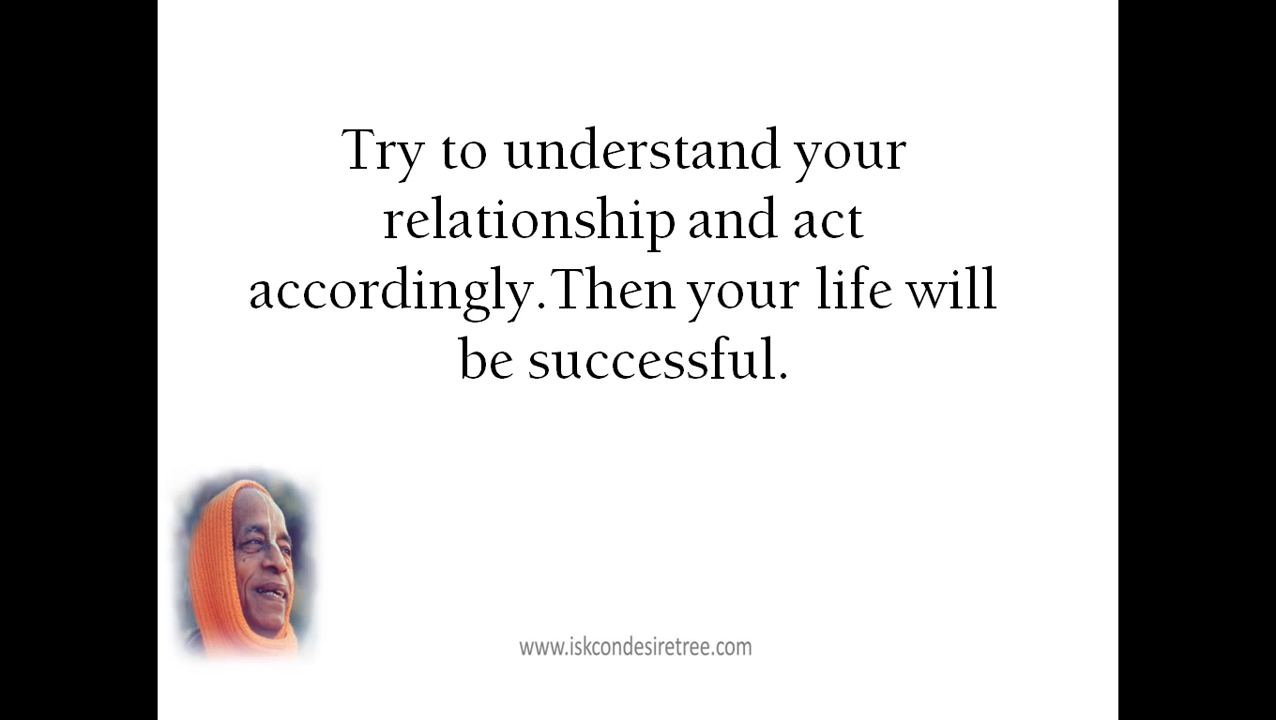 Try to understand your
relationship and act
accordingly.Then your life will
be successful.
www.iskcondesiretree.com